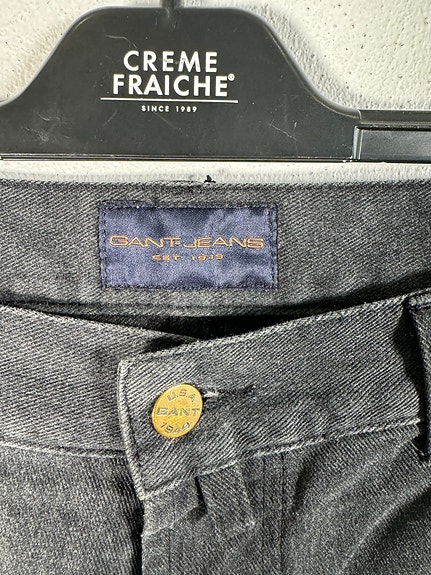 CREME
FRAICHE®
SINCE 1989
GANT JEANS
EST. 1949
USA
GANT
1949